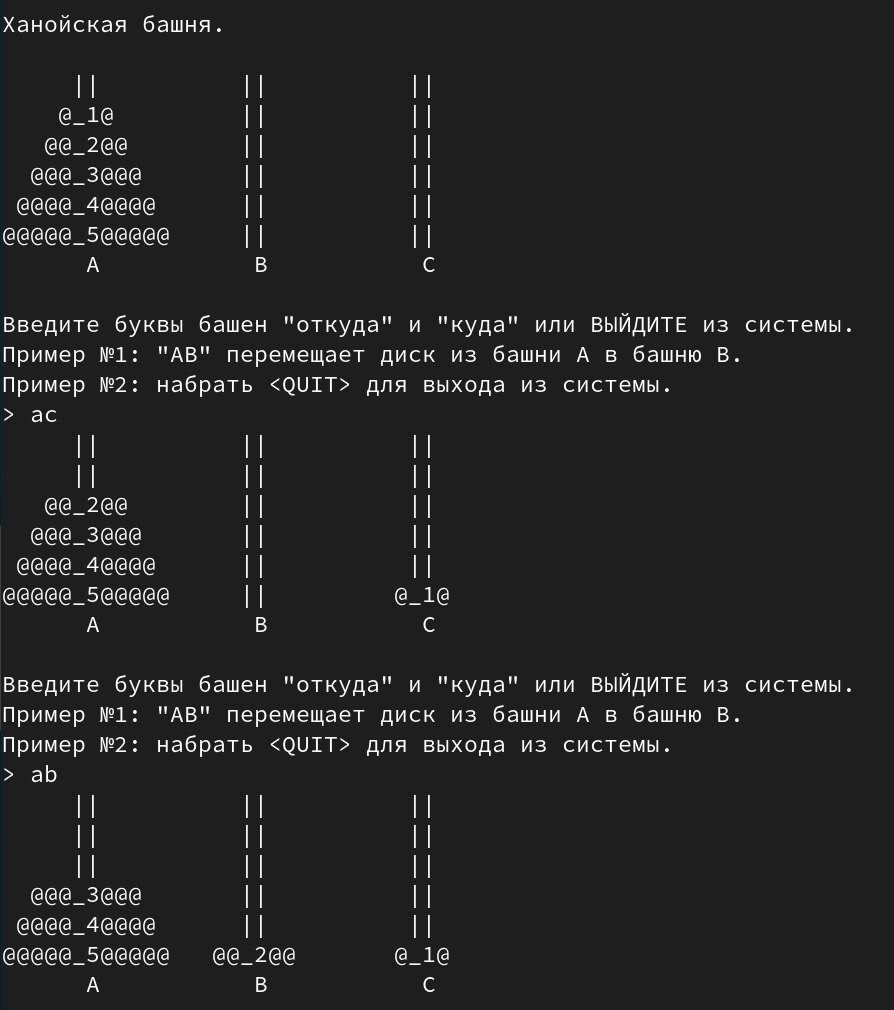 Ханойская башня.

     ||          ||          ||
    @_1@         ||          ||
   @@_2@@        ||          ||
  @@@_3@@@       ||          ||
 @@@@_4@@@@      ||          ||
@@@@@_5@@@@@     ||          ||
      A           B           C

Введите буквы башен "откуда" и "куда" или ВЫЙДИТЕ из системы.
Пример №1: "AB" перемещает диск из башни A в башню B.
Пример №2: набрать <QUIT> для выхода из системы.
> ac
     ||          ||          ||
     ||          ||          ||
   @@_2@@        ||          ||
  @@@_3@@@       ||          ||
 @@@@_4@@@@      ||          ||
@@@@@_5@@@@@     ||         @_1@
      A           B           C

Введите буквы башен "откуда" и "куда" или ВЫЙДИТЕ из системы.
Пример №1: "AB" перемещает диск из башни A в башню B.
Пример №2: набрать <QUIT> для выхода из системы.
> ab
     ||          ||          ||
     ||          ||          ||
     ||          ||          ||
  @@@_3@@@       ||          ||
 @@@@_4@@@@      ||          ||
@@@@@_5@@@@@   @@_2@@       @_1@
      A           B           C